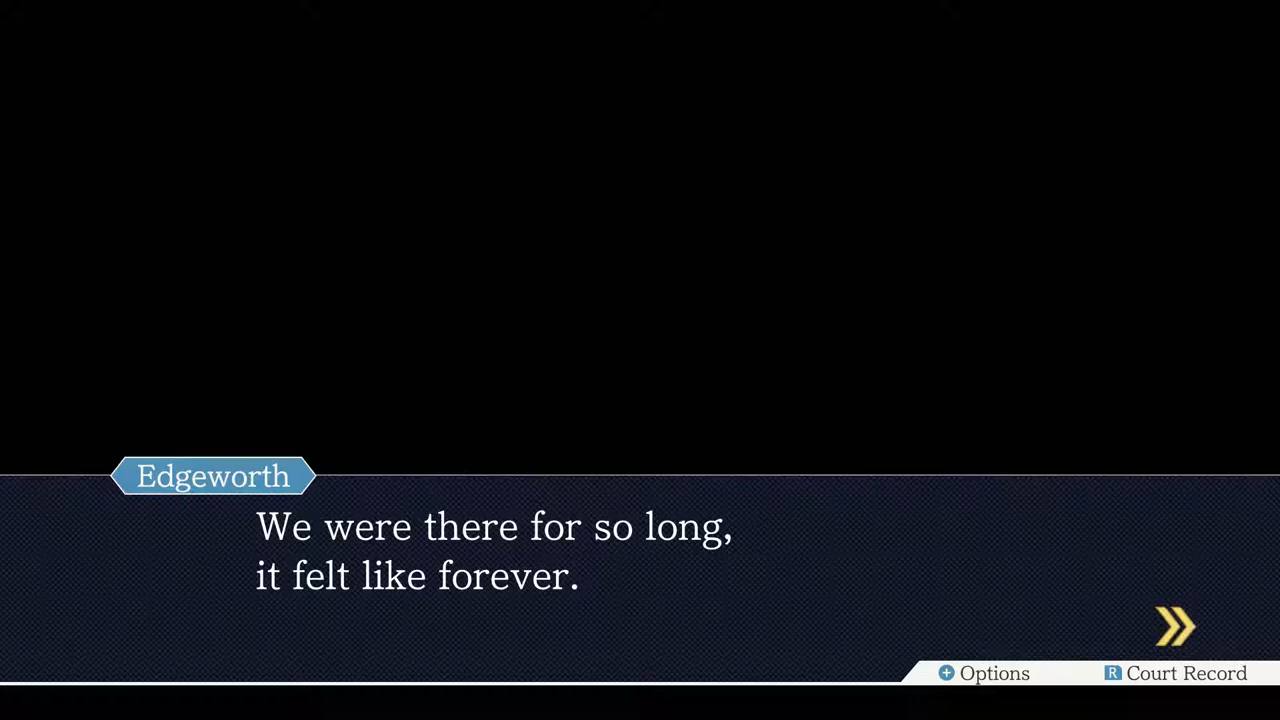 Edgeworth
We were there for so long,
it felt like forever.
Options
R Court Record